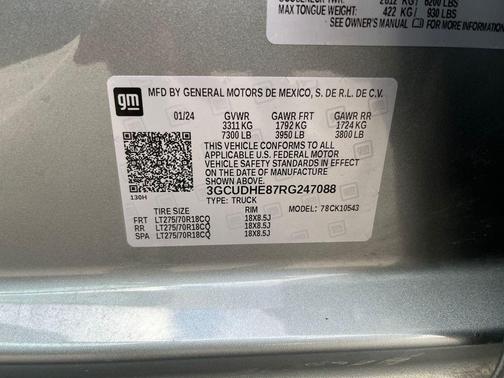 MAX TONGUE WEIGHT: 422 KG / 930 LBS
SEE OWNER'S MANUAL FOR MORE INFORMATION
gm
MFD BY GENERAL MOTORS DE MEXICO, S. DE R.L. DE C.V.
01/24 GVWR GAWR FRT GAWR RR
3311 KG 1792 KG 1724 KG
7300 LB 3950 LB 3800 LB
THIS VEHICLE CONFORMS TO ALL
APPLICABLE U.S. FEDERAL MOTOR
VEHICLE SAFETY STANDARDS IN EFFECT
ON THE DATE OF MANUFACTURE SHOWN ABOVE.
130H
3GCUDHE87RG247088
TYPE: TRUCK
MODEL: 78CK10543
TIRE SIZE RIM
FRT LT275/70R18CQ 18X8.5J
RR LT275/70R18CQ 18X8.5J
SPA LT275/70R18CQ 18X8.5J